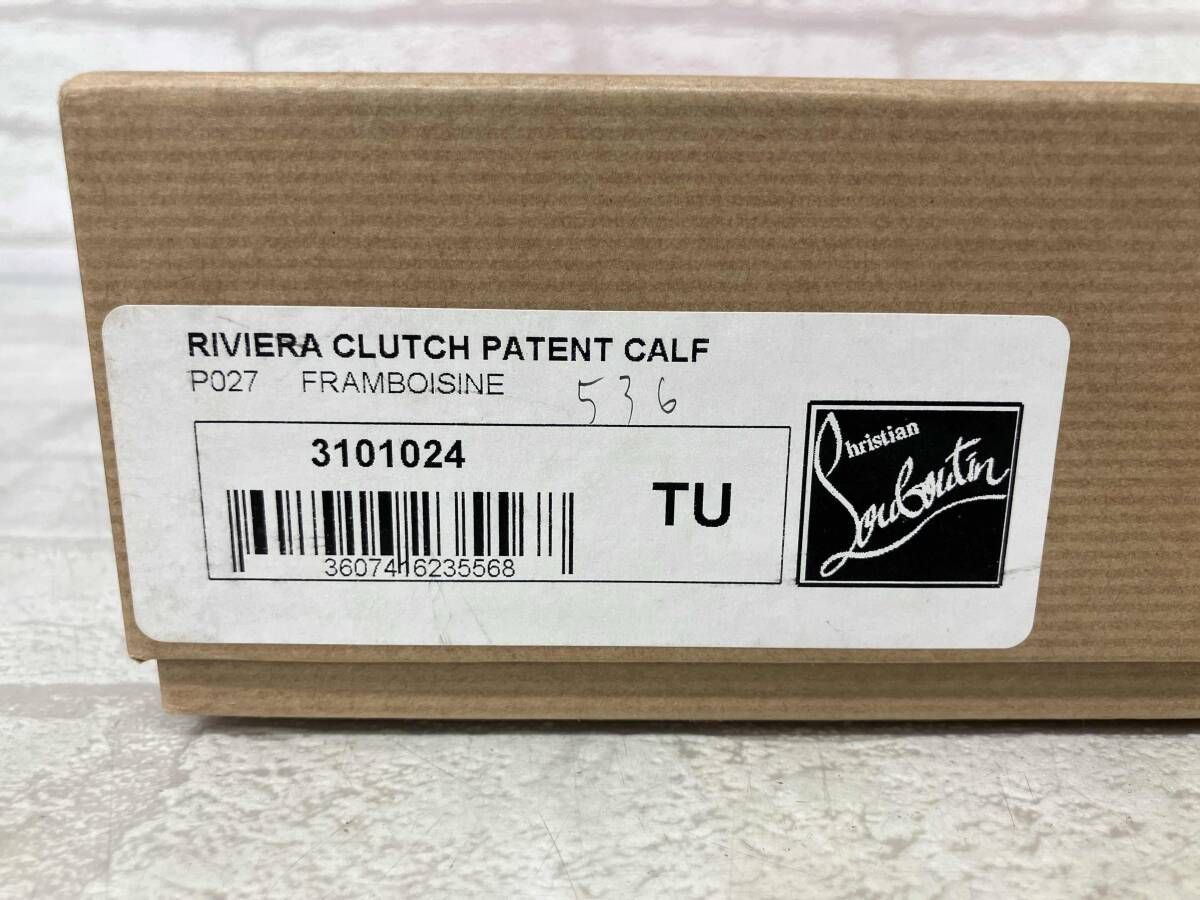 RIVIERA CLUTCH PATENT CALF
P027 FRAMBOISINE 536
3101024
TU
3607416235568
Christian
Louboutin